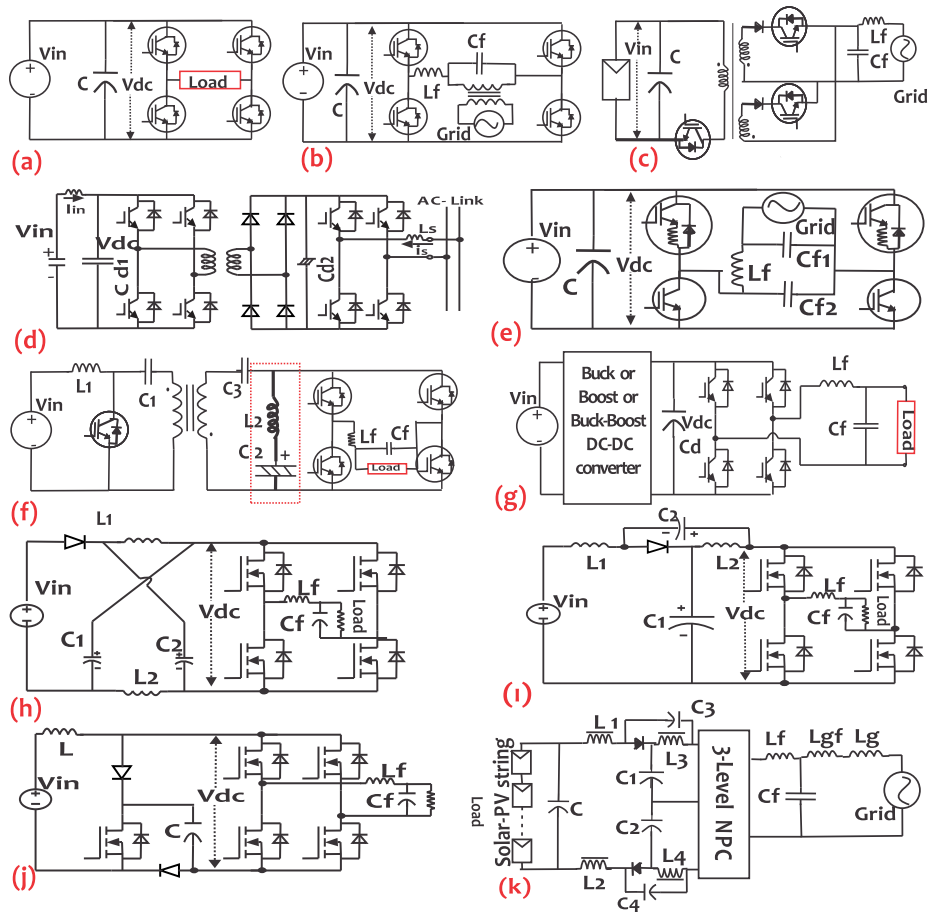 Vin
C
Vdc
Load
(a)
Vin
C
Vdc
Cf
Lf
Grid
(b)
Vin
C
Lf
Cf
Grid
(c)
Iin
Vin
Vdc
Cd1
Cd2
AC- Link
Ls
is
(d)
Vin
C
Vdc
Grid
Cf1
Lf
Cf2
(e)
L1
C1
Vin
C3
L2
C2
Lf
Cf
Load
(f)
Vin
Buck or
Boost or
Buck-Boost
DC-DC
converter
Vdc
Cd
Lf
Cf
Load
(g)
L1
Vin
C1
C2
L2
Vdc
Lf
Cf
Load
(h)
C2
L1
L2
Vin
C1
Vdc
Lf
Cf
Load
(ı)
L
Vin
C
Vdc
Lf
Cf
(j)
Solar-PV string
Load
C
L1
C3
L3
C1
C2
L2
L4
C4
3-Level NPC
Lf
Lgf
Lg
Cf
Grid
(k)